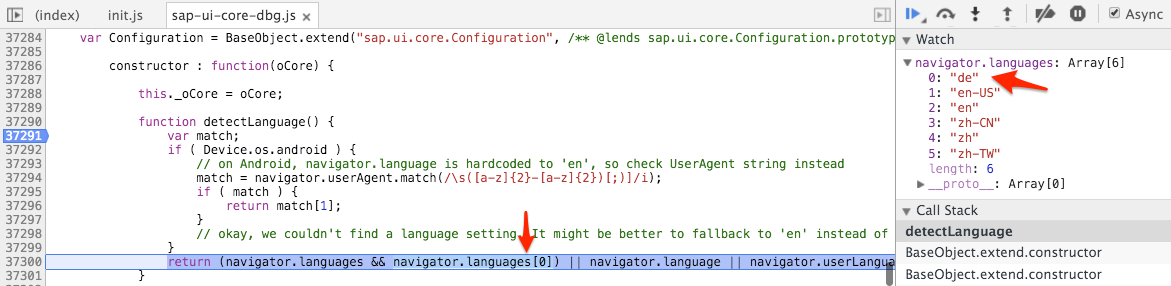 (index) init.js sap-ui-core-dbg.js × Async
37284 var Configuration = BaseObject.extend("sap.ui.core.Configuration", /** @lends sap.ui.core.Configuration.prototyp
37285
37286 constructor : function(oCore) {
37287
37288 this._oCore = oCore;
37289
37290 function detectLanguage() {
37291 var match;
37292 if ( Device.os.android ) {
37293 // on Android, navigator.language is hardcoded to 'en', so check UserAgent string instead
37294 match = navigator.userAgent.match(/\s([a-z]{2}-[a-z]{2})[;)]/i);
37295 if ( match ) {
37296 return match[1];
37297 }
37298 // okay, we couldn't find a language setting. It might be better to fallback to 'en' instead of
37299 }
37300 return (navigator.languages && navigator.languages[0]) || navigator.language || navigator.userLangua
37301 }
Watch
navigator.languages: Array[6]
0: "de"
1: "en-US"
2: "en"
3: "zh-CN"
4: "zh"
5: "zh-TW"
length: 6
__proto__: Array[0]
Call Stack
detectLanguage
BaseObject.extend.constructor
BaseObject.extend.constructor